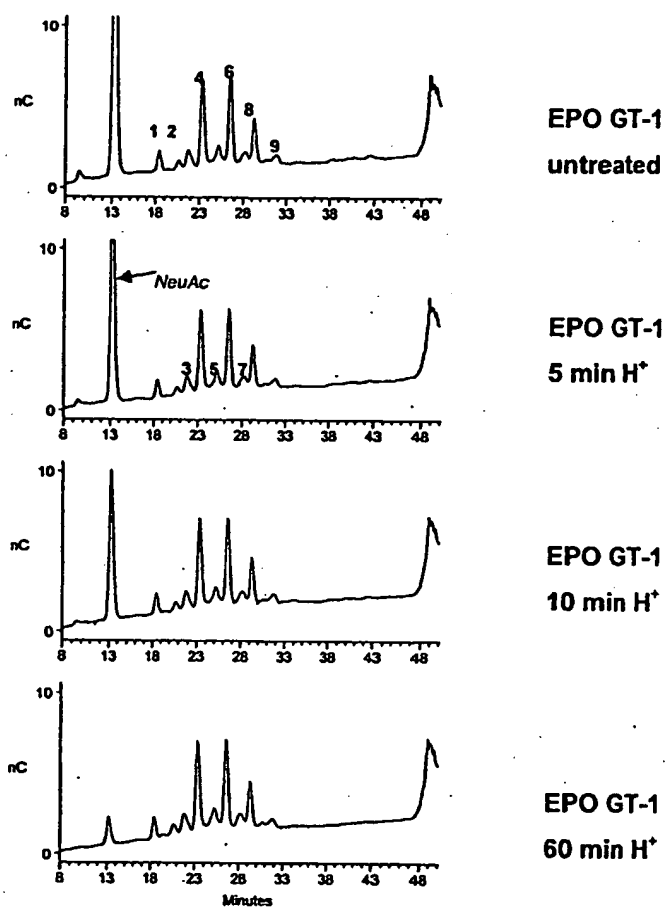 10
nC
0
1 2 4 6 8 9
8 13 18 23 28 33 38 43 48
EPO GT-1
untreated
10
nC
0
NeuAc
3 5 7
8 13 18 23 28 33 38 43 48
EPO GT-1
5 min H⁺
10
nC
0
8 13 18 23 28 33 38 43 48
EPO GT-1
10 min H⁺
10
nC
0
8 13 18 23 28 33 38 43 48
Minutes
EPO GT-1
60 min H⁺